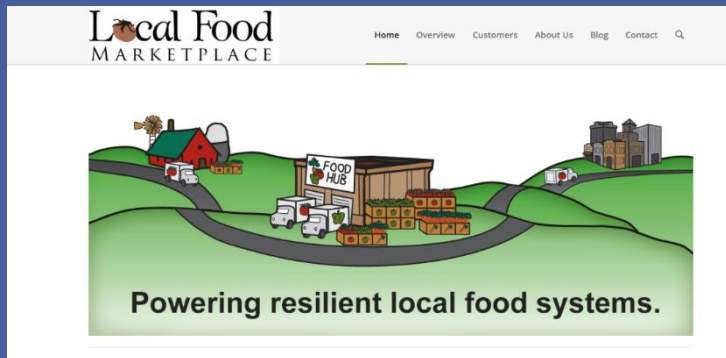 Local Food
MARKETPLACE
Home Overview Customers About Us Blog Contact
FOOD
HUB
Powering resilient local food systems.